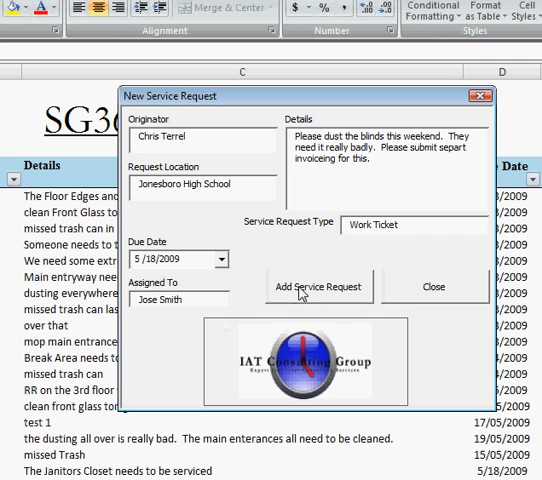 Merge & Center
Conditional
Formatting
Format
as Table
Cell
Styles
Alignment
Number
Styles
C
D
SG36
Details
Date
New Service Request
Originator
Chris Terrel
Request Location
Jonesboro High School
Details
Please dust the blinds this weekend. They
need it really badly. Please submit separt
invoiceing for this.
Service Request Type
Work Ticket
Due Date
5 /18/2009
Assigned To
Jose Smith
Add Service Request
Close
IAT Consulting Group
The Floor Edges and
clean Front Glass to
missed trash can in
Someone needs to t
We need some extr
Main entryway nee
dusting everywhere
missed trash can las
over that
mop main entrance
Break Area needs to
missed trash can
RR on the 3rd floor
clean front glass
test 1
17/05/2009
the dusting all over is really bad. The main enterances all need to be cleaned.
19/05/2009
missed Trash
15/05/2009
The Janitors Closet needs to be serviced
5/18/2009